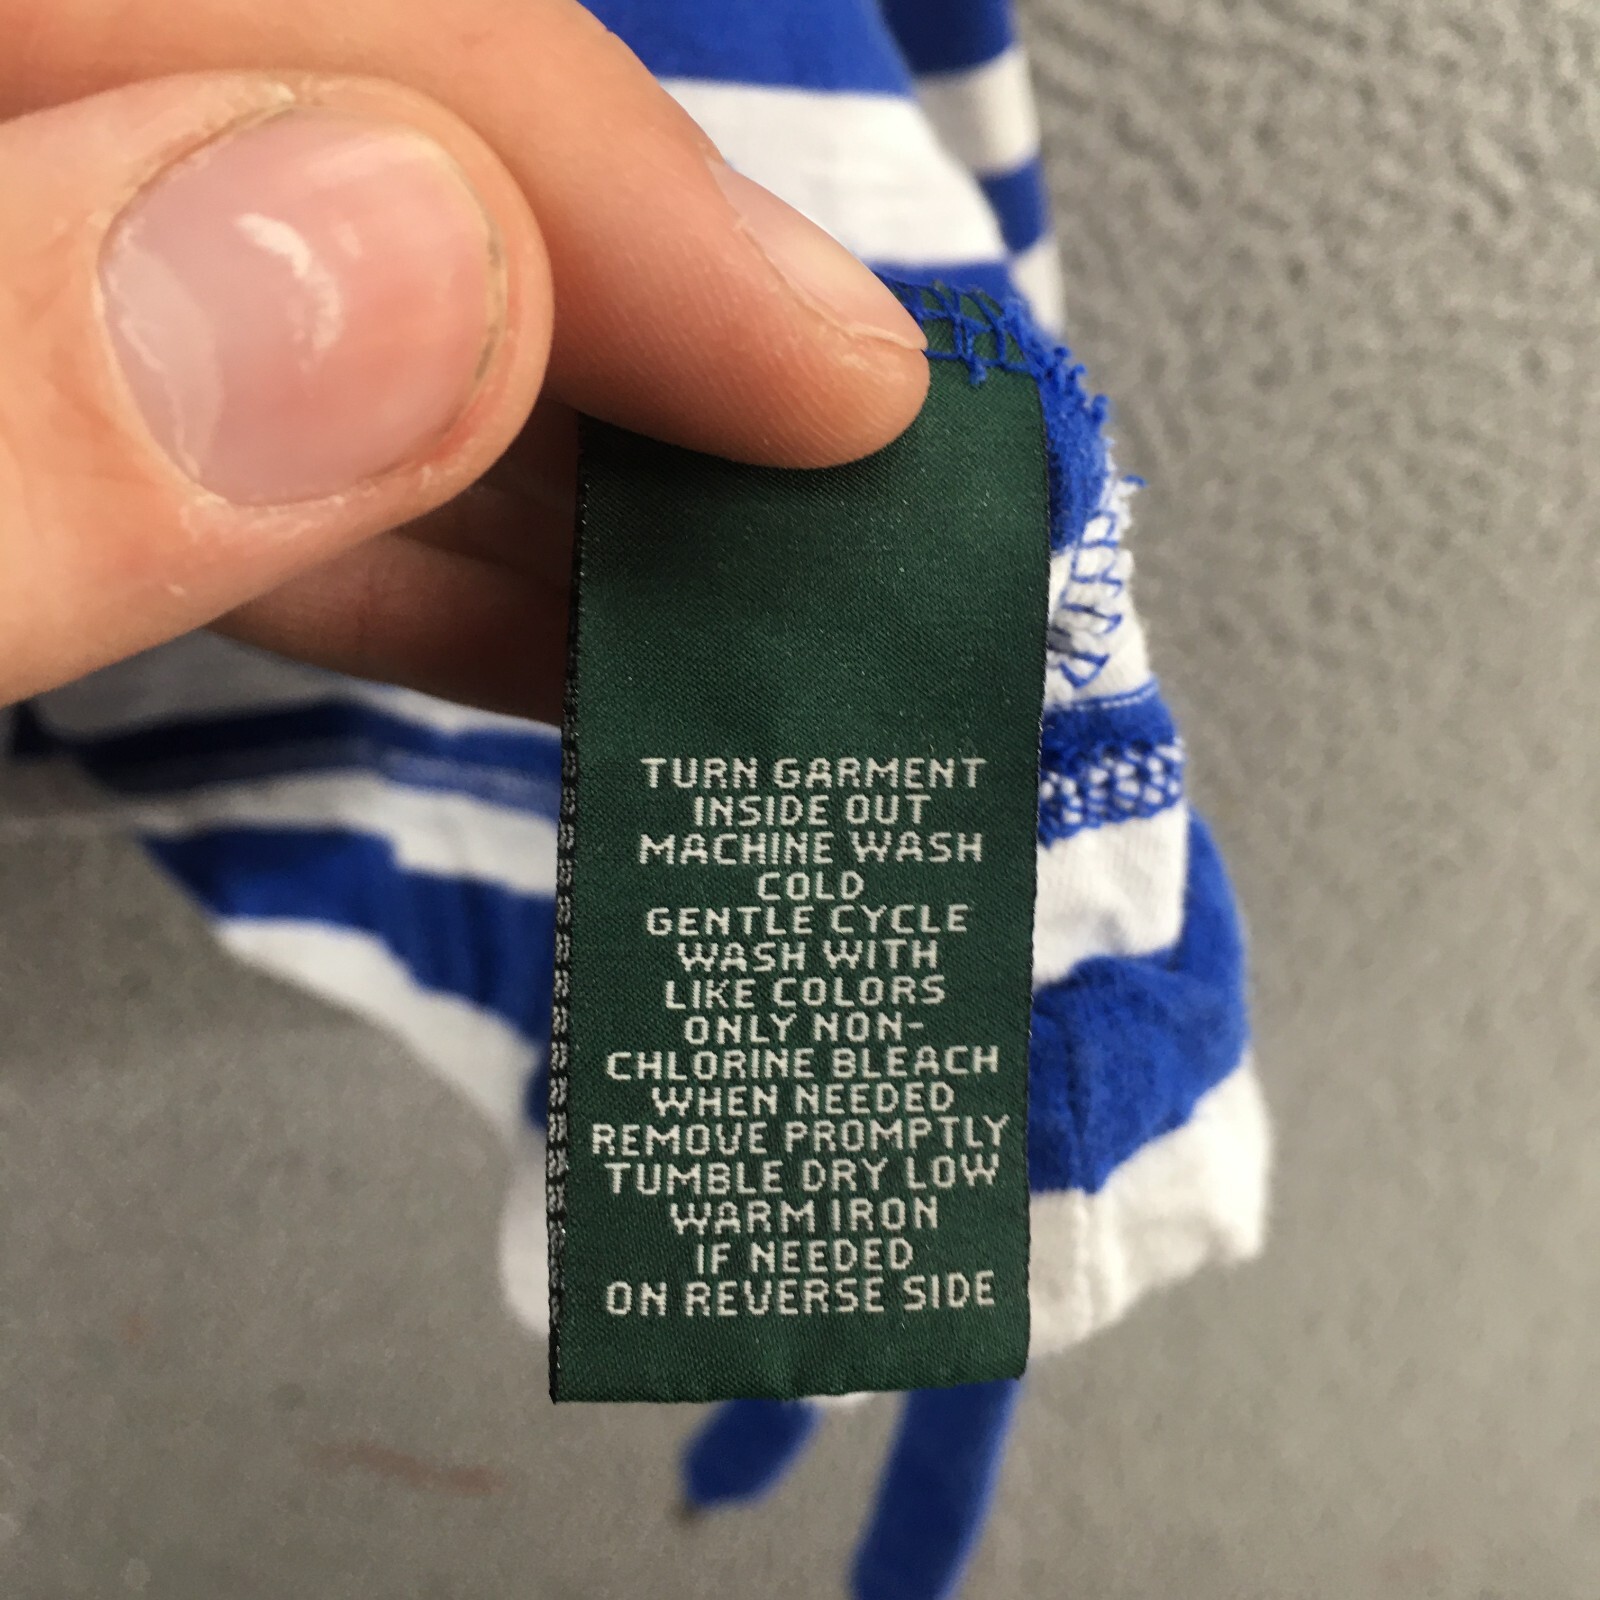 TURN GARMENT
INSIDE OUT
MACHINE WASH
COLD
GENTLE CYCLE
WASH WITH
LIKE COLORS
ONLY NON-
CHLORINE BLEACH
WHEN NEEDED
REMOVE PROMPTLY
TUMBLE DRY LOW
WARM IRON
IF NEEDED
ON REVERSE SIDE